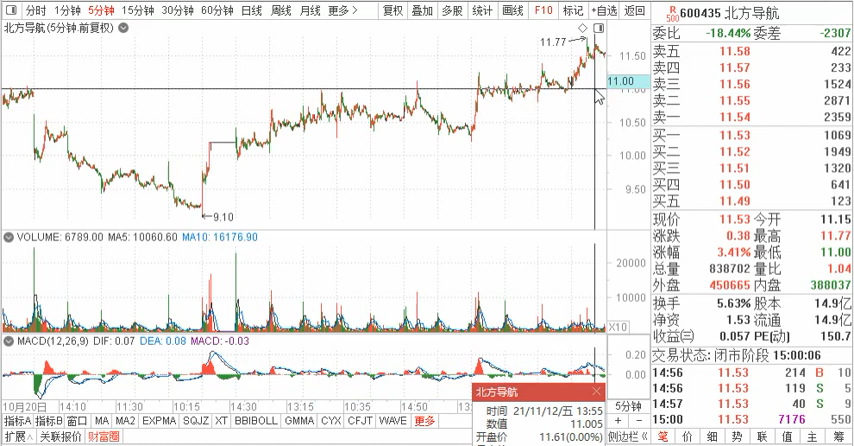 分时 1分钟 5分钟 15分钟 30分钟 60分钟 日线 周线 月线 更多 复权 叠加 多股 统计 画线 F10 标记 +自选 返回
R 500 600435 北方导航
北方导航(5分钟.前复权)
委比 -18.44% 委差 -2307
卖五 11.58 422
卖四 11.57 233
卖三 11.56 1524
卖二 11.55 2871
卖一 11.54 2359
买一 11.53 1069
买二 11.52 1949
买三 11.51 1320
买四 11.50 641
买五 11.49 123
现价 11.53 今开 11.15
涨跌 0.38 最高 11.77
涨幅 3.41% 最低 11.00
总量 838702 量比 1.04
外盘 450665 内盘 388037
换手 5.63% 股本 14.9亿
净资 1.53 流通 14.9亿
收益㈢ 0.057 PE(动) 150.7
交易状态: 闭市阶段 15:00:06
14:56 11.53 214 B 10
14:56 11.53 119 S 5
14:57 11.53 40 S 9
15:00 11.53 7176 550
笔 价 细 势 联 值 主 筹
11.77
11.50
11.00
11.00
10.50
10.00
9.50
9.10
VOLUME: 6789.00 MA5: 10060.60 MA10: 16176.90
20000
10000
X10
MACD(12,26,9) DIF: 0.07 DEA: 0.08 MACD: -0.03
0.20
0.00
北方导航
时间 21/11/12/五 13:55
数值 11.005
开盘价 11.61(0.00%)
10月20日 14:10 11:30 10:15 14:30 13:15 11:00 10:35 14:50 5分钟
指标A 指标B 窗口 MA MA2 EXPMA SQJZ XT BBIBOLL GMMA CYX CFJT WAVE 更多
扩展 关联报价 财富圈 侧边栏